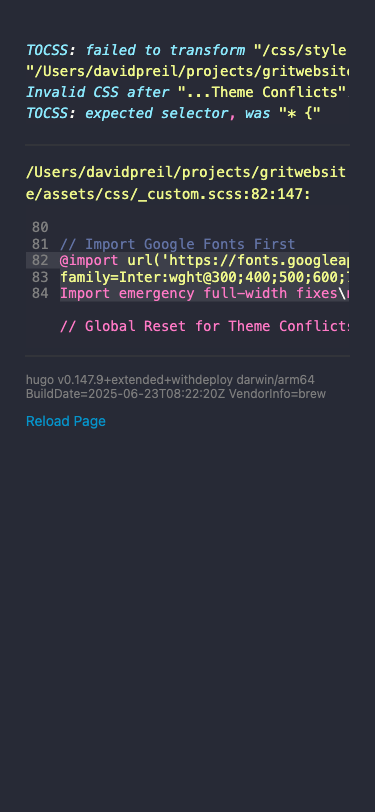 TOCSS: failed to transform "/css/style
"/Users/davidpreil/projects/gritwebsite
Invalid CSS after "...Theme Conflicts"
TOCSS: expected selector, was "* {"
/Users/davidpreil/projects/gritwebsit
e/assets/css/_custom.scss:82:147:
80
81 // Import Google Fonts First
82 @import url('https://fonts.googleap
83 family=Inter:wght@300;400;500;600;
84 Import emergency full-width fixes\
// Global Reset for Theme Conflicts
hugo v0.147.9+extended+withdeploy darwin/arm64
BuildDate=2025-06-23T08:22:20Z VendorInfo=brew
Reload Page